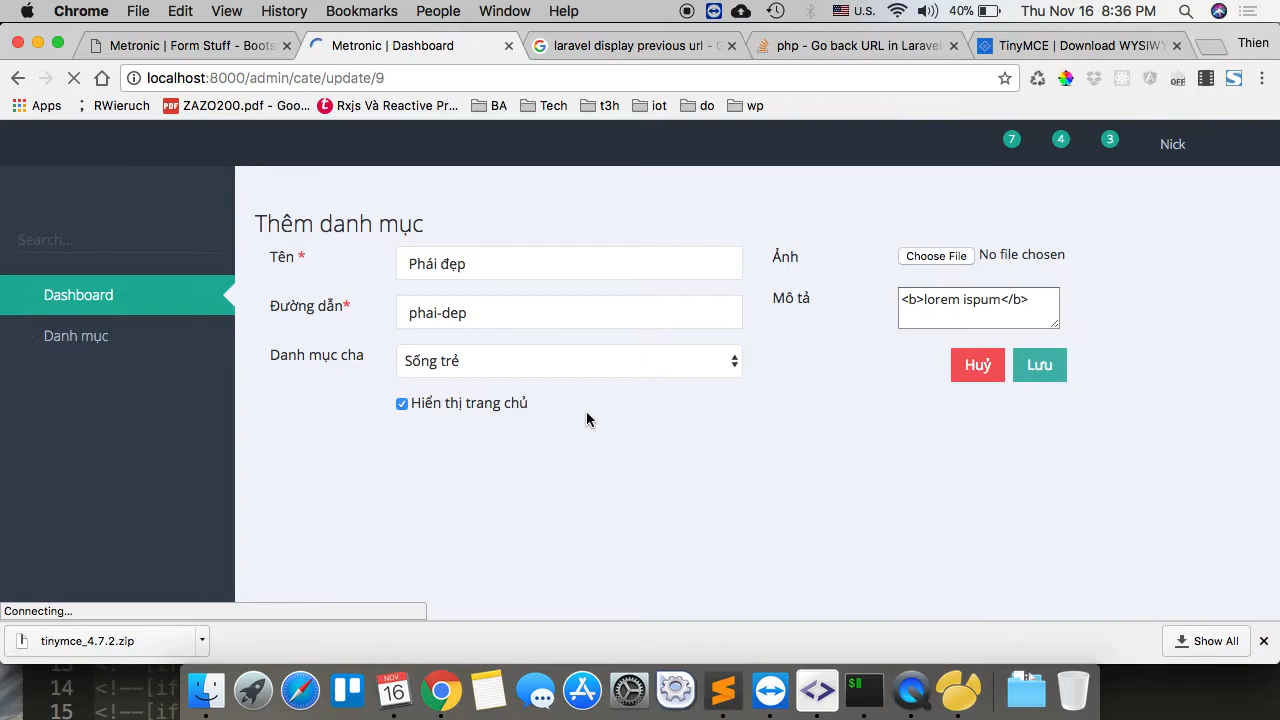 Chrome File Edit View History Bookmarks People Window Help U.S. 40% Thu Nov 16 8:36 PM
Metronic | Form Stuff - Boots
Metronic | Dashboard
laravel display previous url - G
php - Go back URL in Laravel
TinyMCE | Download WYSIWY
Thien
localhost:8000/admin/cate/update/9
OFF
Apps
RWieruch
PDF ZAZO200.pdf - Goo...
Rxjs Và Reactive Pr...
BA
Tech
t3h
iot
do
wp
7 4 3 Nick
Search...
Dashboard
Danh mục
Thêm danh mục
Tên * Phái đẹp
Đường dẫn* phai-dep
Danh mục cha Sống trẻ
Hiển thị trang chủ
Ảnh Choose File No file chosen
Mô tả <b>lorem ispum</b>
Huỷ Lưu
Connecting...
tinymce_4.7.2.zip
Show All
14 <!--[if
15 <!--[if
NOV
16